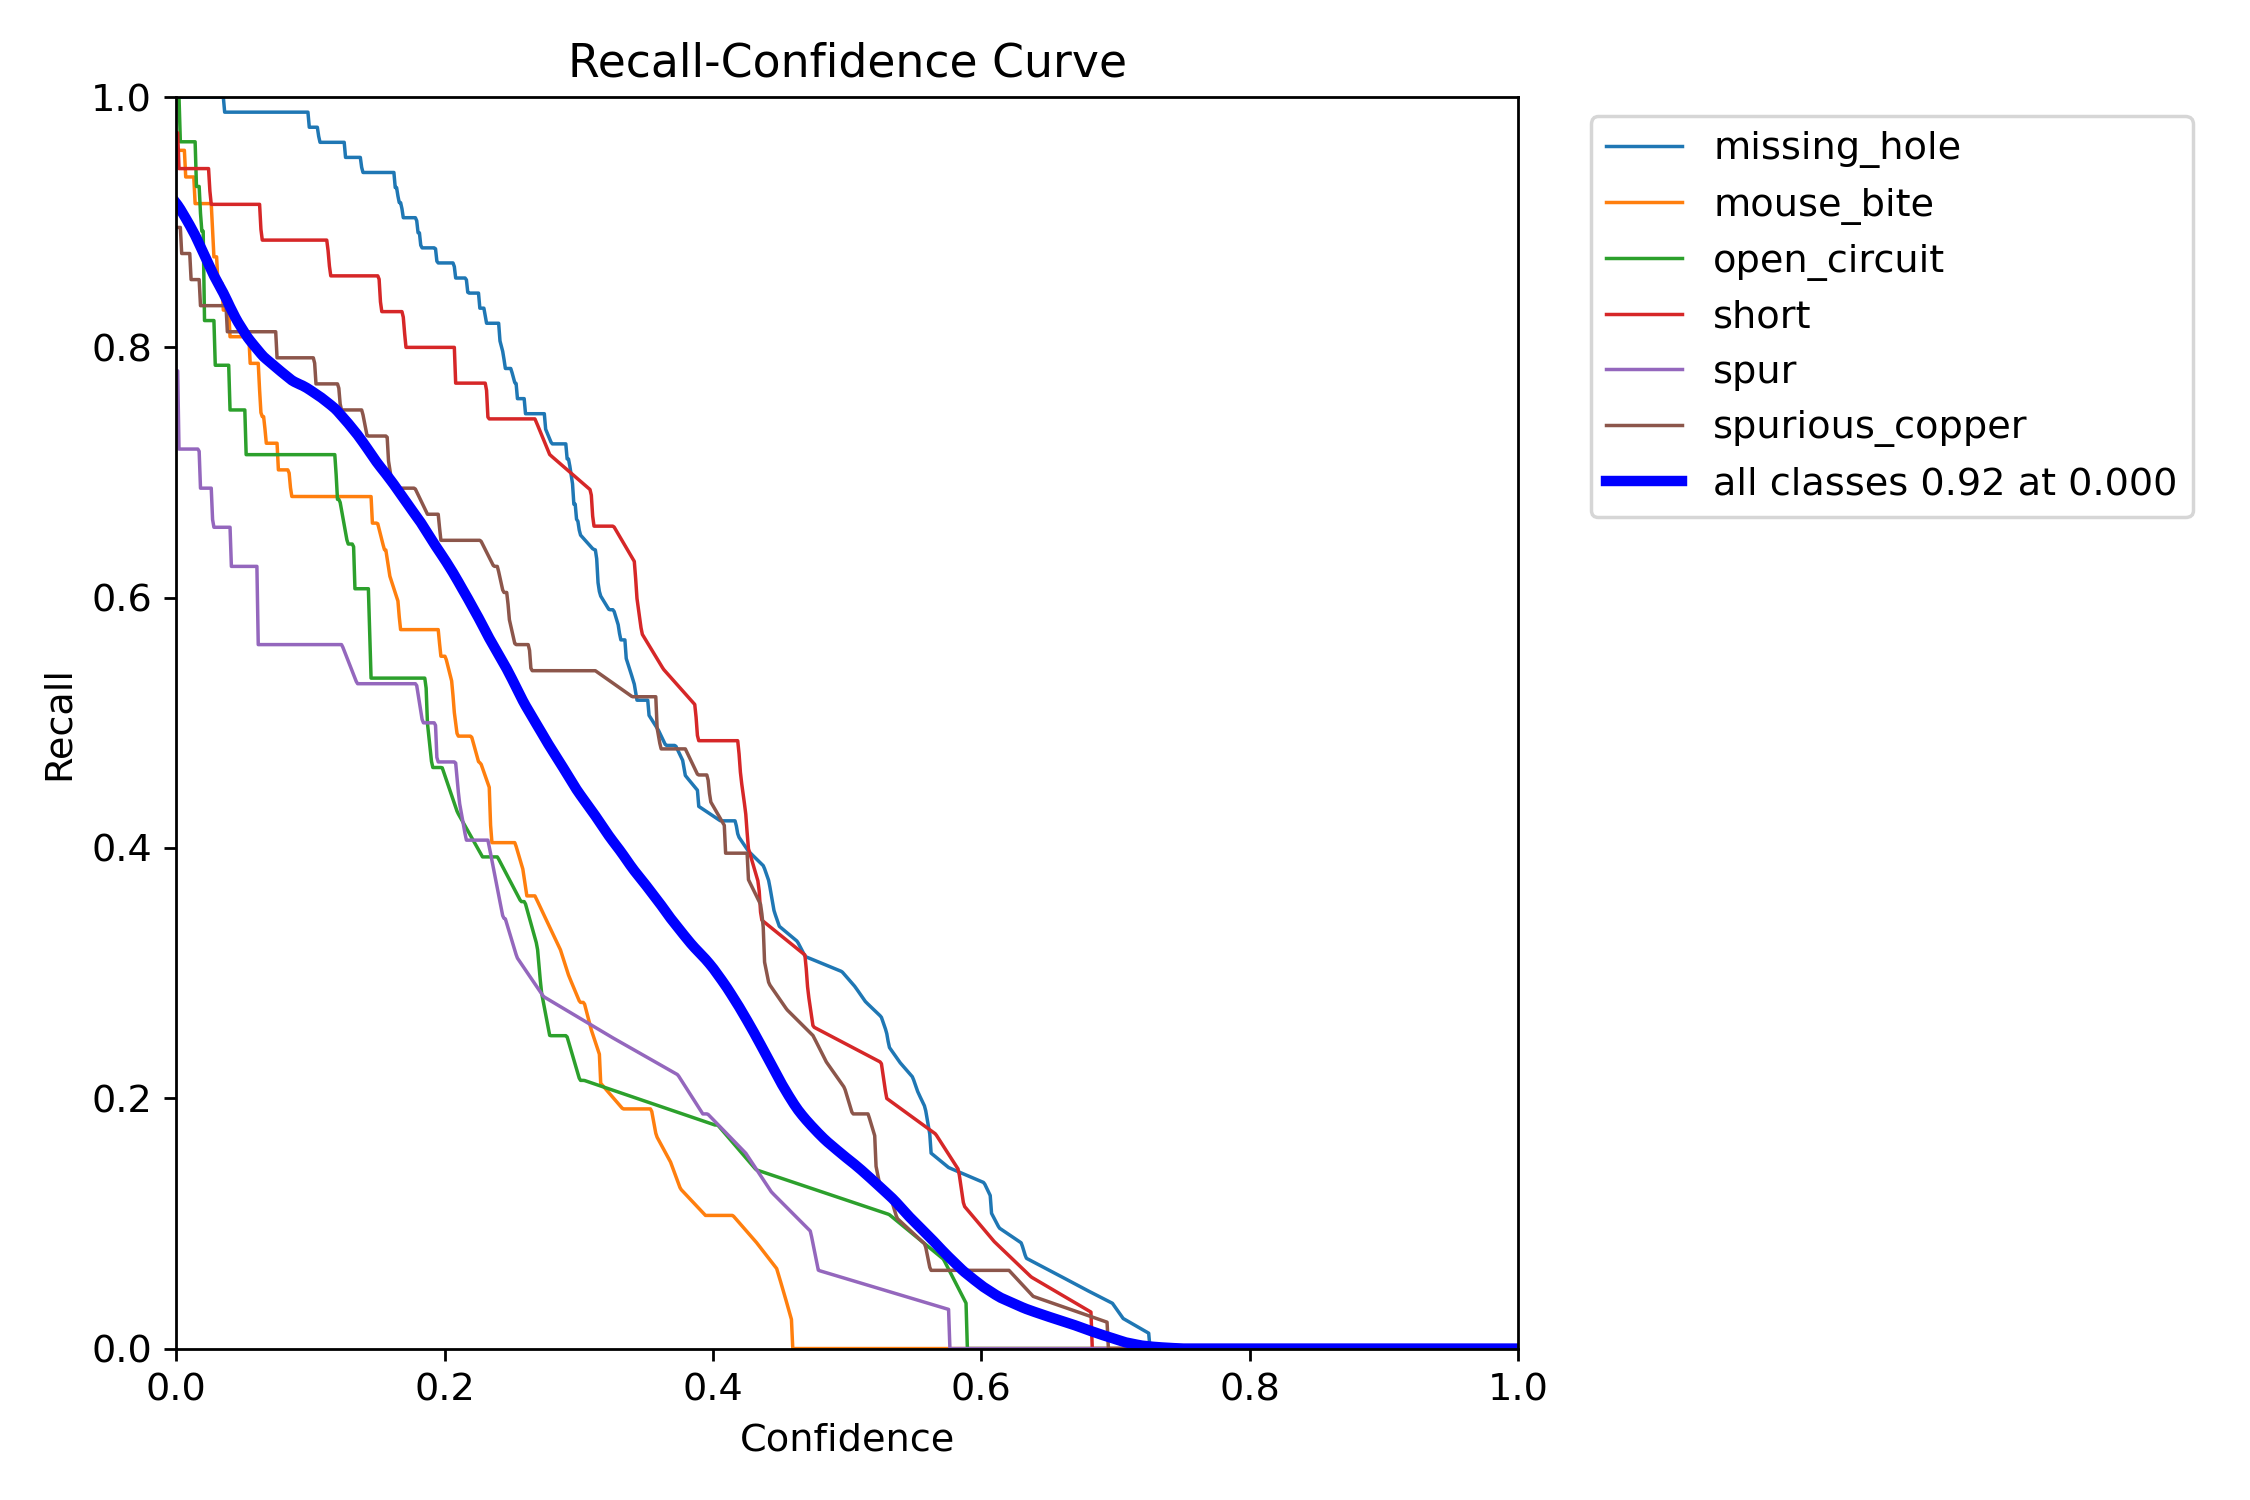 Recall-Confidence Curve
1.0
0.8
0.6
0.4
0.2
0.0
Recall
0.0 0.2 0.4 0.6 0.8 1.0
Confidence
missing_hole
mouse_bite
open_circuit
short
spur
spurious_copper
all classes 0.92 at 0.000